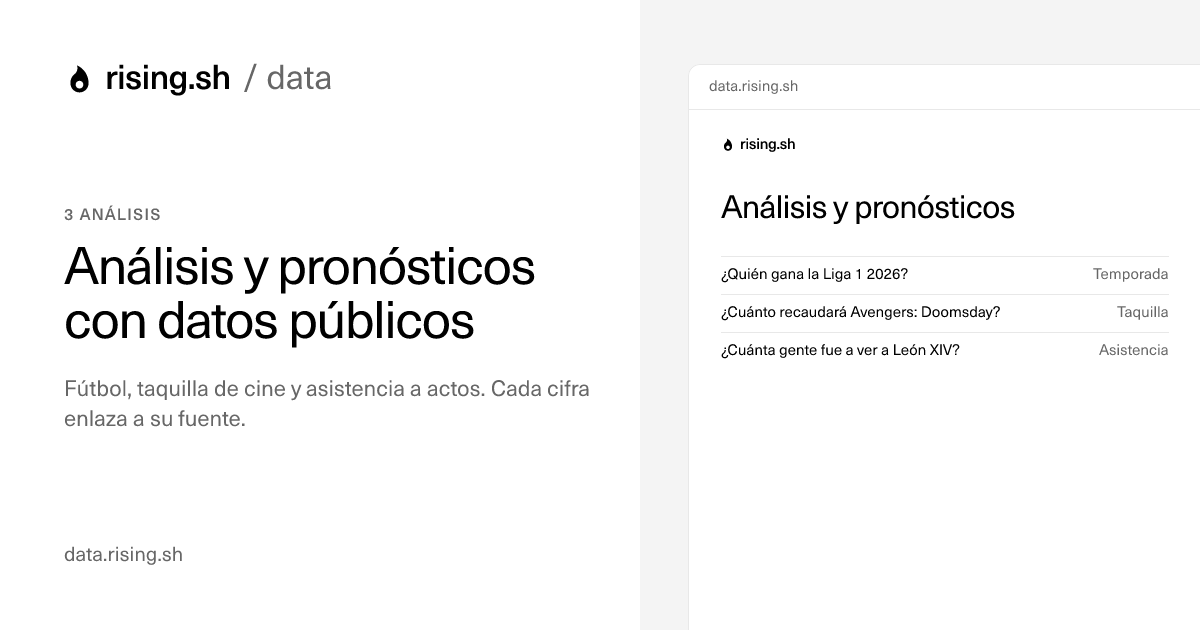 rising.sh / data
3 ANÁLISIS
Análisis y pronósticos
con datos públicos
Fútbol, taquilla de cine y asistencia a actos. Cada cifra
enlaza a su fuente.
data.rising.sh
data.rising.sh
rising.sh
Análisis y pronósticos
¿Quién gana la Liga 1 2026? Temporada
¿Cuánto recaudará Avengers: Doomsday? Taquilla
¿Cuánta gente fue a ver a León XIV? Asistencia